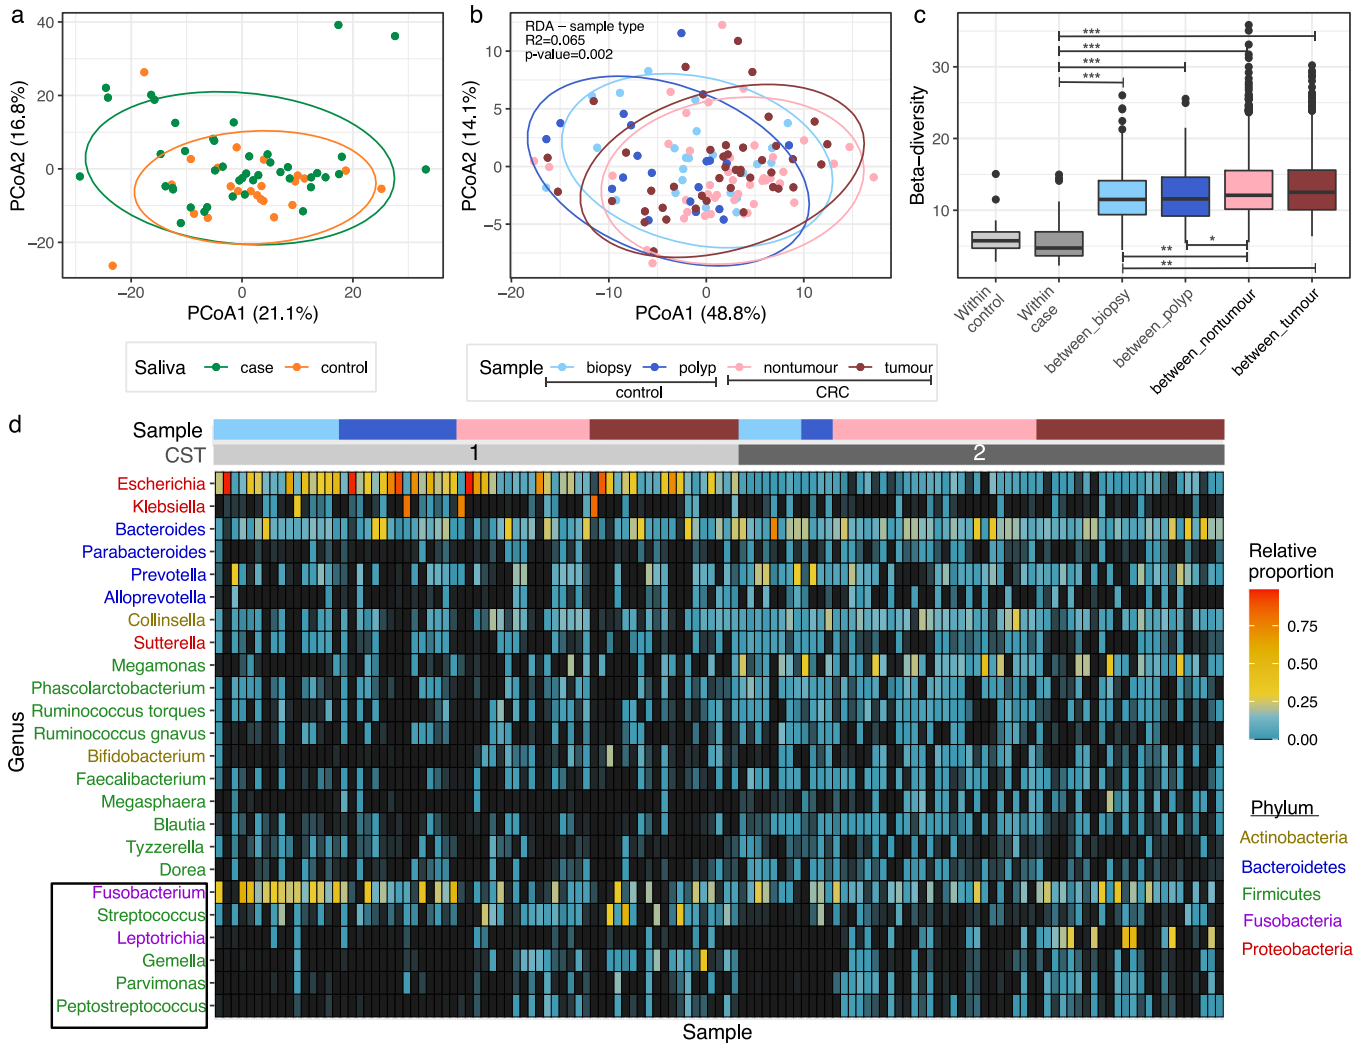 a
40
20
0
−20
PCoA2 (16.8%)
−20
0
20
PCoA1 (21.1%)
Saliva
case
control
b
RDA − sample type
R2=0.065
p-value=0.002
10
5
0
−5
PCoA2 (14.1%)
−20
−10
0
10
PCoA1 (48.8%)
Sample
biopsy
polyp
nontumour
tumour
control
CRC
c
***
***
***
***
**
*
**
30
20
10
Beta−diversity
Within
control
Within
case
between_biopsy
between_polyp
between_nontumour
between_tumour
d
Sample
CST
1
2
Escherichia
Klebsiella
Bacteroides
Parabacteroides
Prevotella
Alloprevotella
Collinsella
Sutterella
Megamonas
Phascolarctobacterium
Ruminococcus torques
Ruminococcus gnavus
Bifidobacterium
Faecalibacterium
Megasphaera
Blautia
Tyzzerella
Dorea
Fusobacterium
Streptococcus
Leptotrichia
Gemella
Parvimonas
Peptostreptococcus
Genus
Sample
Relative
proportion
0.75
0.50
0.25
0.00
Phylum
Actinobacteria
Bacteroidetes
Firmicutes
Fusobacteria
Proteobacteria